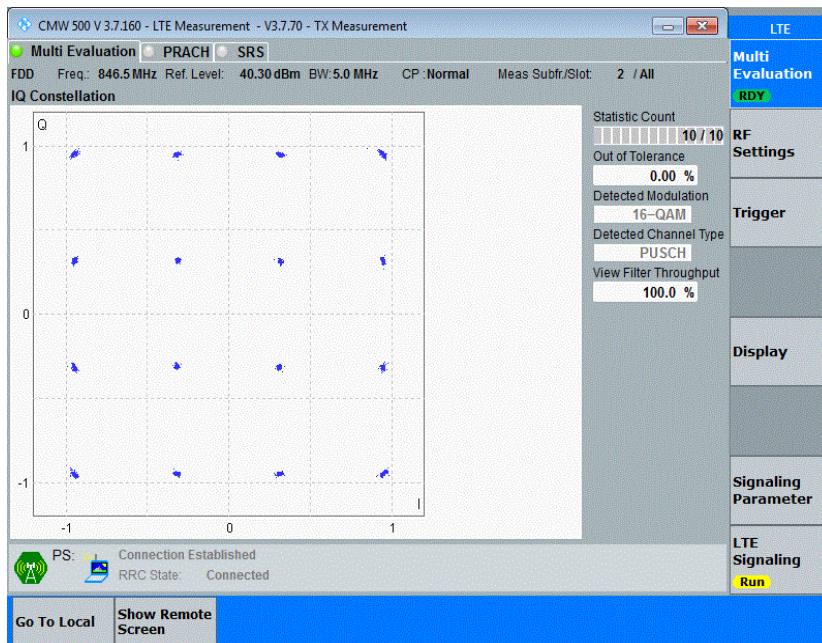 CMW 500 V 3.7.160 - LTE Measurement - V3.7.70 - TX Measurement
LTE
Multi Evaluation PRACH SRS
FDD Freq.: 846.5 MHz Ref. Level: 40.30 dBm BW: 5.0 MHz CP : Normal Meas Subfr./Slot: 2 / All
IQ Constellation
Q
1
0
-1
-1 0 1
I
Statistic Count
10 / 10
Out of Tolerance
0.00 %
Detected Modulation
16-QAM
Detected Channel Type
PUSCH
View Filter Throughput
100.0 %
Multi
Evaluation
RDY
RF
Settings
Trigger
Display
Signaling
Parameter
LTE
Signaling
Run
PS: Connection Established
RRC State: Connected
Go To Local
Show Remote
Screen